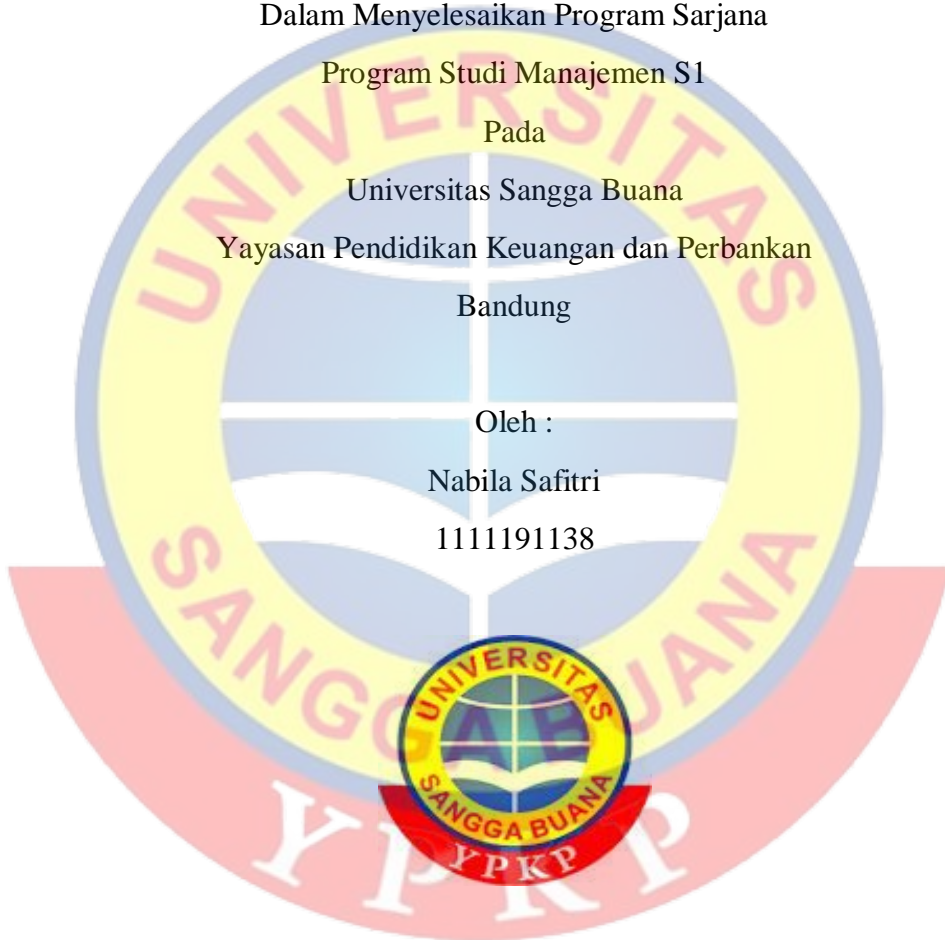 Dalam Menyelesaikan Program Sarjana
Program Studi Manajemen S1
Pada
Universitas Sangga Buana
Yayasan Pendidikan Keuangan dan Perbankan
Bandung
Oleh :
Nabila Safitri
1111191138
UNIVERSITAS
SANGGA BUANA
YPKP
UNIVERSITAS
SANGGA BUANA
YPKP